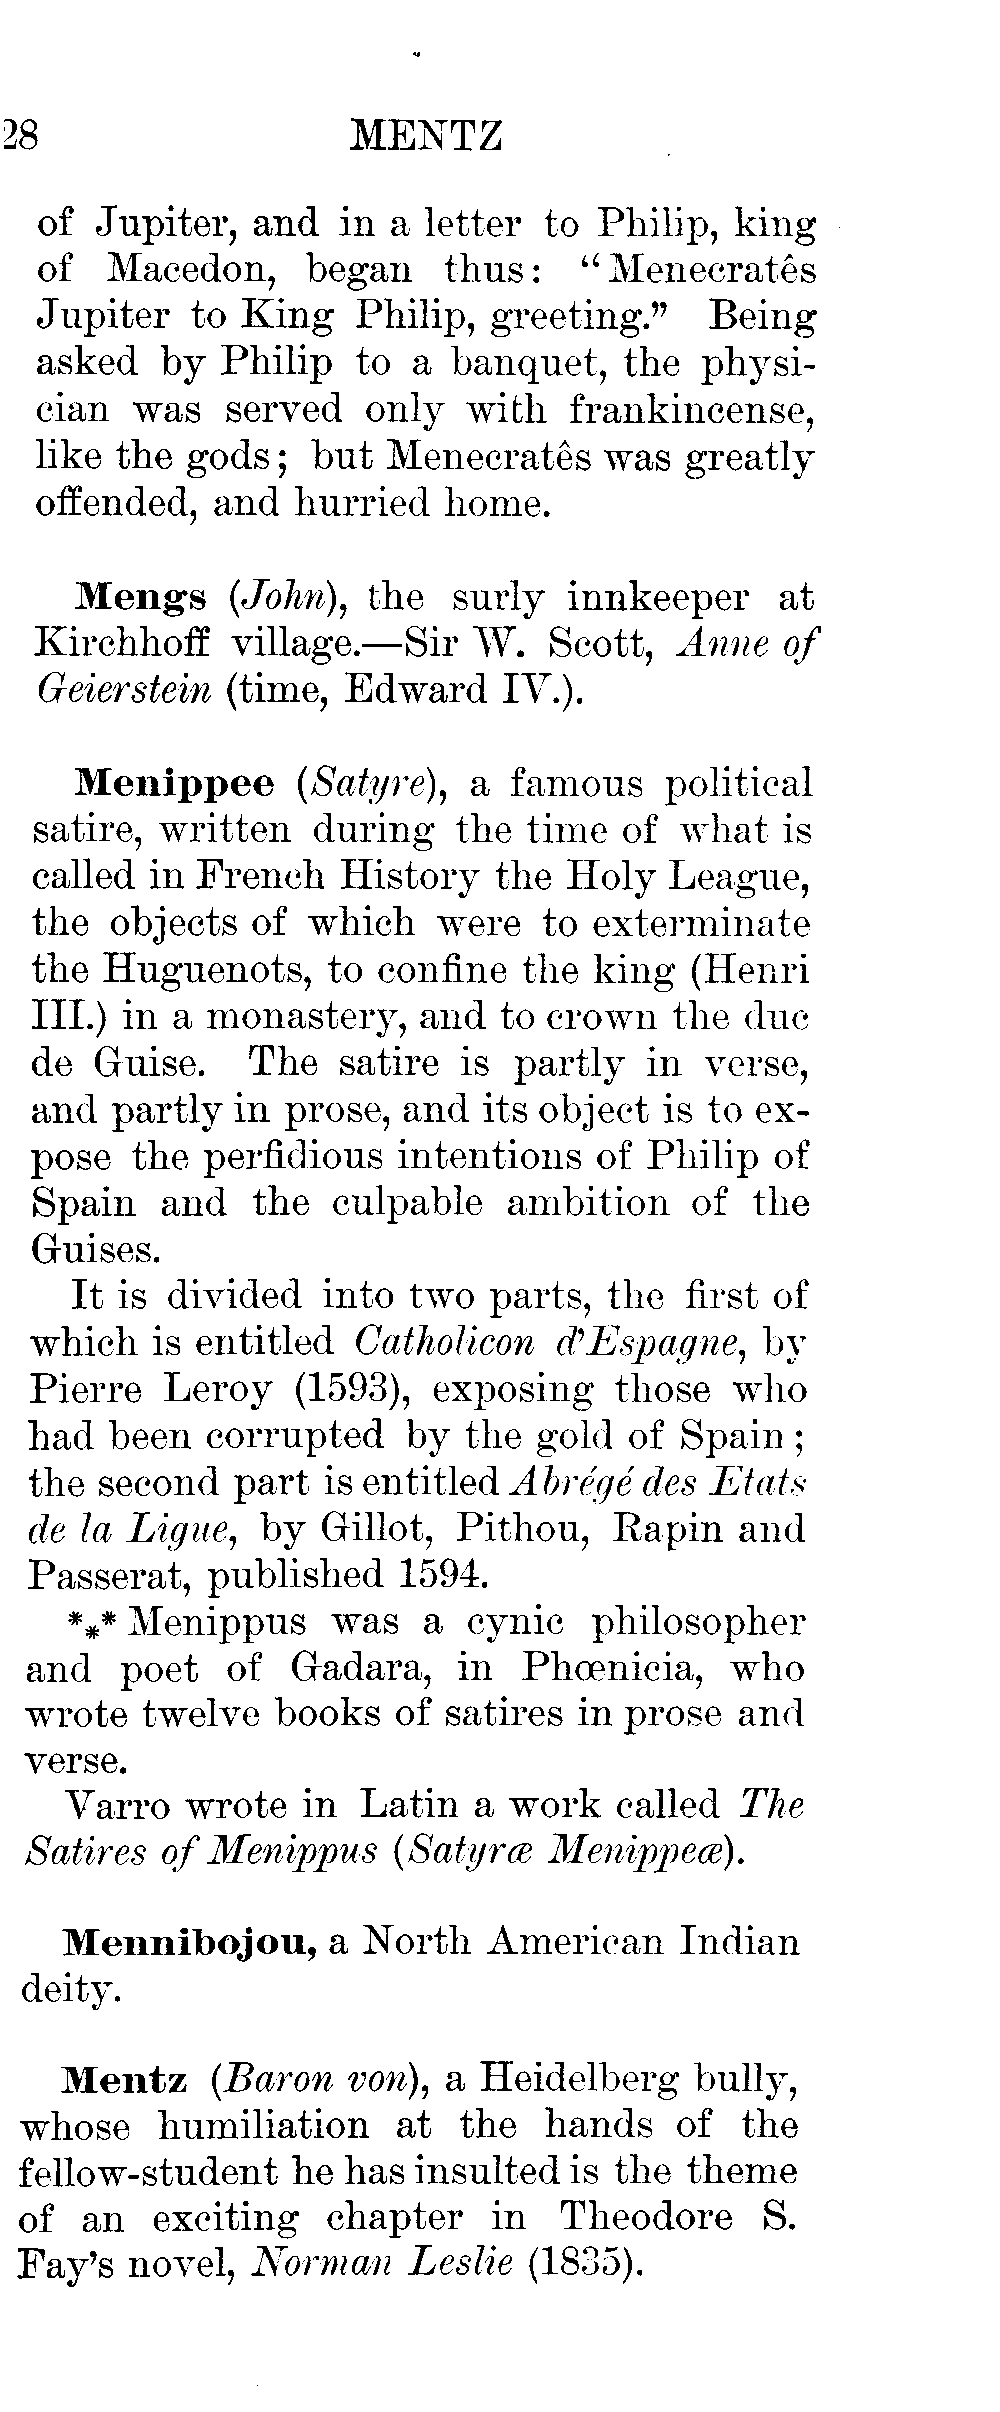 28 MENTZ
of Jupiter, and in a letter to Philip, king
of Macedon, began thus: “Menecratês
Jupiter to King Philip, greeting.” Being
asked by Philip to a banquet, the physi-
cian was served only with frankincense,
like the gods; but Menecratês was greatly
offended, and hurried home.
Mengs (John), the surly innkeeper at
Kirchhoff village.—Sir W. Scott, Anne of
Geierstein (time, Edward IV.).
Menippee (Satyre), a famous political
satire, written during the time of what is
called in French History the Holy League,
the objects of which were to exterminate
the Huguenots, to confine the king (Henri
III.) in a monastery, and to crown the duc
de Guise. The satire is partly in verse,
and partly in prose, and its object is to ex-
pose the perfidious intentions of Philip of
Spain and the culpable ambition of the
Guises.
It is divided into two parts, the first of
which is entitled Catholicon d’Espagne, by
Pierre Leroy (1593), exposing those who
had been corrupted by the gold of Spain;
the second part is entitled Abrégé des Etats
de la Ligue, by Gillot, Pithou, Rapin and
Passerat, published 1594.
*⁎* Menippus was a cynic philosopher
and poet of Gadara, in Phœnicia, who
wrote twelve books of satires in prose and
verse.
Varro wrote in Latin a work called The
Satires of Menippus (Satyræ Menippeæ).
Mennibojou, a North American Indian
deity.
Mentz (Baron von), a Heidelberg bully,
whose humiliation at the hands of the
fellow-student he has insulted is the theme
of an exciting chapter in Theodore S.
Fay’s novel, Norman Leslie (1835).